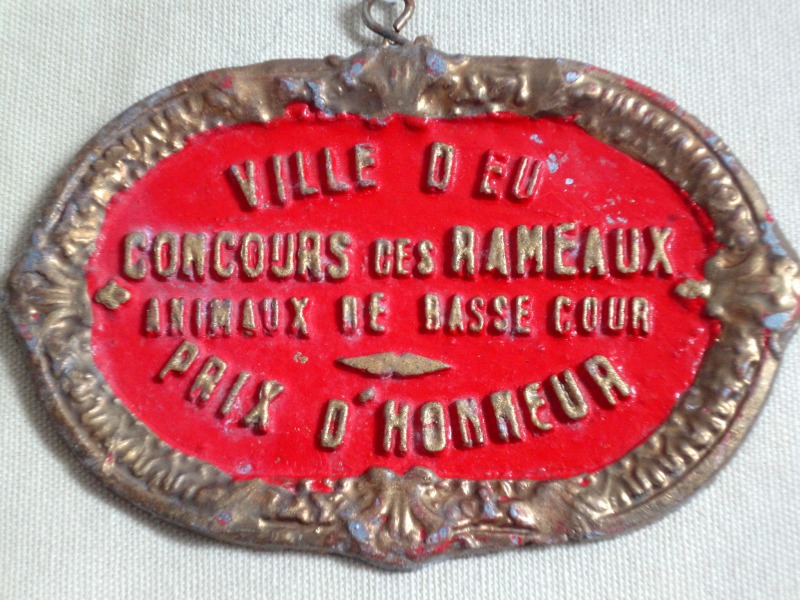 VILLE D EU
CONCOURS DES RAMEAUX
ANIMAUX DE BASSE COUR
PRIX D'HONNEUR